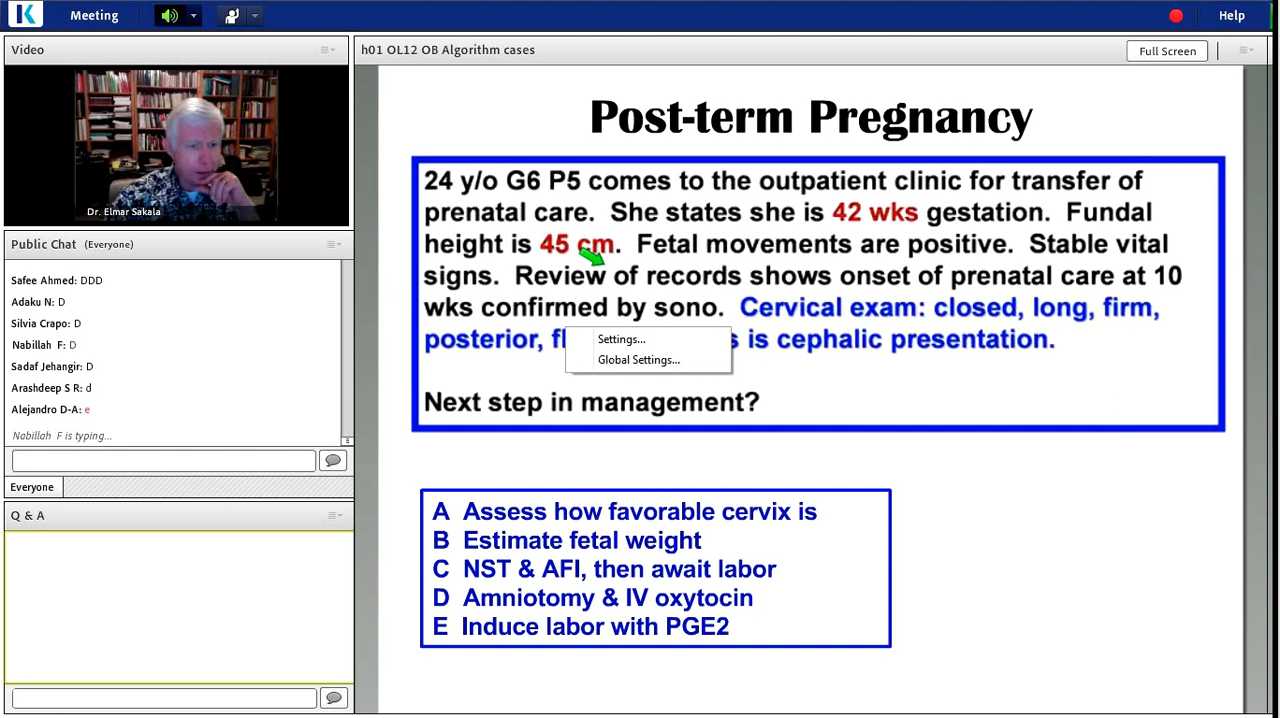 Meeting
Help
Video
Dr. Elmar Sakala
Public Chat (Everyone)
Safee Ahmed: DDD
Adaku N: D
Silvia Crapo: D
Nabillah F: D
Sadaf Jehangir: D
Arashdeep S R: d
Alejandro D-A: e
Nabillah F is typing...
Everyone
Q & A
h01 OL12 OB Algorithm cases
Full Screen
Post-term Pregnancy
24 y/o G6 P5 comes to the outpatient clinic for transfer of
prenatal care. She states she is 42 wks gestation. Fundal
height is 45 cm. Fetal movements are positive. Stable vital
signs. Review of records shows onset of prenatal care at 10
wks confirmed by sono. Cervical exam: closed, long, firm,
posterior, is cephalic presentation.
Settings...
Global Settings...
Next step in management?
A Assess how favorable cervix is
B Estimate fetal weight
C NST & AFI, then await labor
D Amniotomy & IV oxytocin
E Induce labor with PGE2